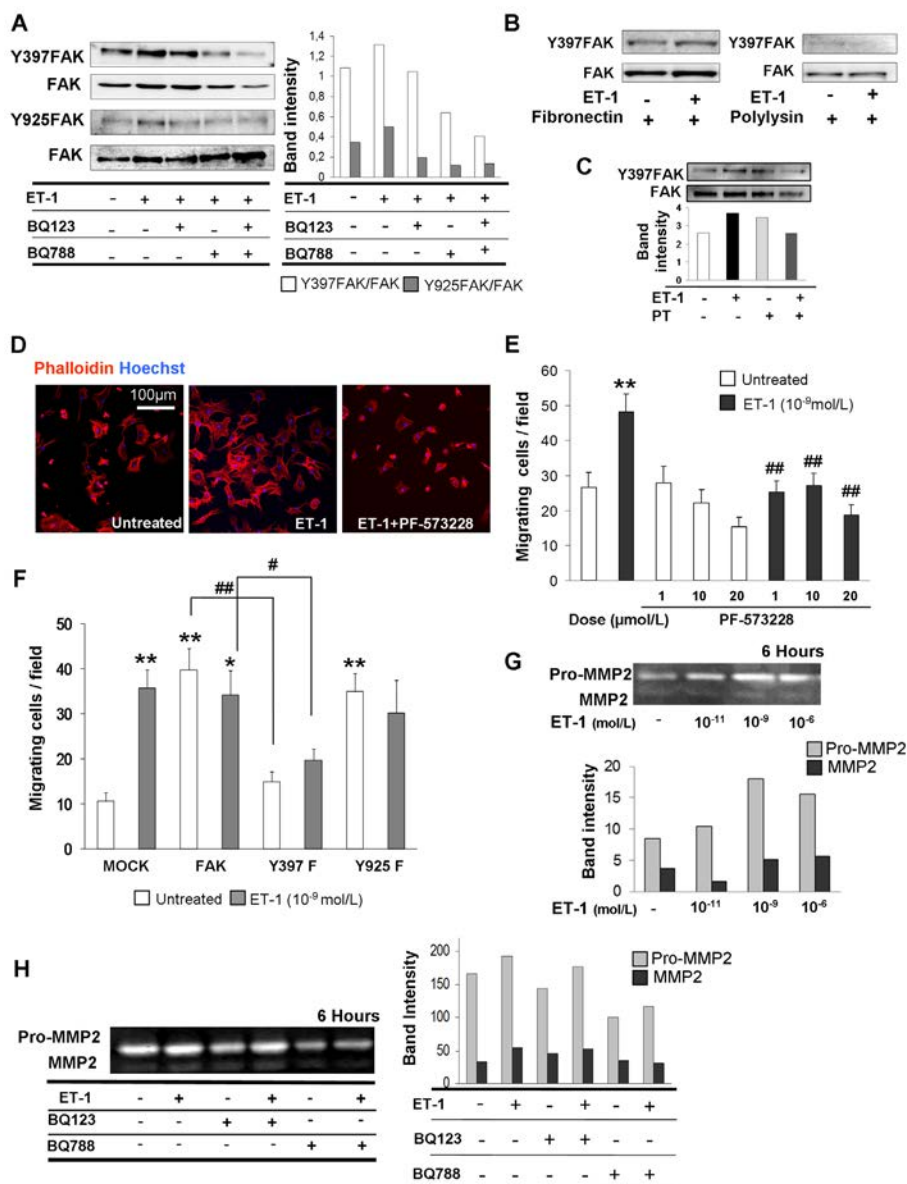 A
Y397FAK
FAK
Y925FAK
FAK
ET-1 - + + + +
BQ123 - - + - +
BQ788 - - - + +
Band intensity
1,4
1,2
1
0,8
0,6
0,4
0,2
0
ET-1 - + + + +
BQ123 - - + - +
BQ788 - - - + +
Y397FAK/FAK Y925FAK/FAK
B
Y397FAK
FAK
ET-1 - +
Fibronectin + +
Y397FAK
FAK
ET-1 - +
Polylysin + +
C
Y397FAK
FAK
Band intensity
4
3
2
1
0
ET-1 - + - +
PT - - + +
D
Phalloidin Hoechst
100µm
Untreated
ET-1
ET-1+PF-573228
E
Migrating cells / field
60
50
40
30
20
10
0
Untreated
ET-1 (10⁻⁹mol/L)
**
## ## ##
1 10 20 1 10 20
Dose (µmol/L) PF-573228
F
Migrating cells / field
50
40
30
20
10
0
## #
** ** * **
MOCK FAK Y397 F Y925 F
Untreated ET-1 (10⁻⁹ mol/L)
G
6 Hours
Pro-MMP2
MMP2
ET-1 (mol/L) - 10⁻¹¹ 10⁻⁹ 10⁻⁶
Pro-MMP2
MMP2
Band intensity
20
15
10
5
0
ET-1 (mol/L) - 10⁻¹¹ 10⁻⁹ 10⁻⁶
H
6 Hours
Pro-MMP2
MMP2
ET-1 - + - + - +
BQ123 - - + + - -
BQ788 - - - - + +
Band Intensity
200
150
100
50
0
Pro-MMP2
MMP2
ET-1 - + - + - +
BQ123 - - + + - -
BQ788 - - - - + +